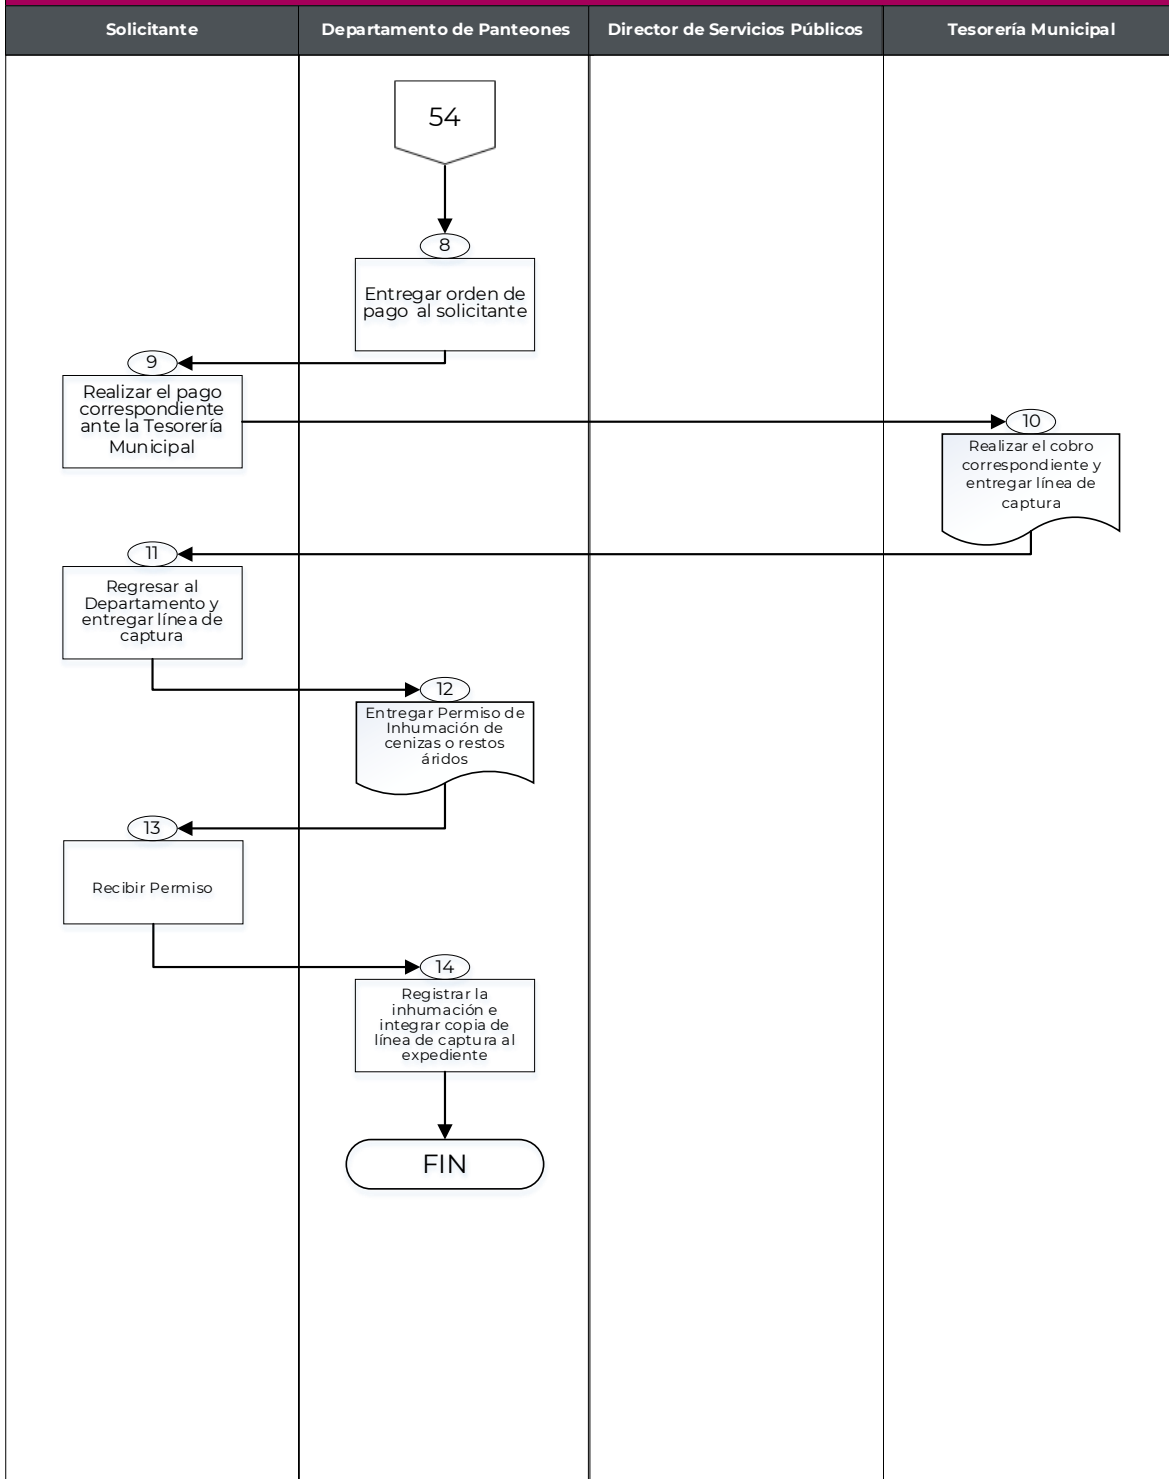 Solicitante
Departamento de Panteones
Director de Servicios Públicos
Tesorería Municipal
54
8
Entregar orden de
pago al solicitante
9
Realizar el pago
correspondiente
ante la Tesorería
Municipal
10
Realizar el cobro
correspondiente y
entregar línea de
captura
11
Regresar al
Departamento y
entregar línea de
captura
12
Entregar Permiso de
Inhumación de
cenizas o restos
áridos
13
Recibir Permiso
14
Registrar la
inhumación e
integrar copia de
línea de captura al
expediente
FIN